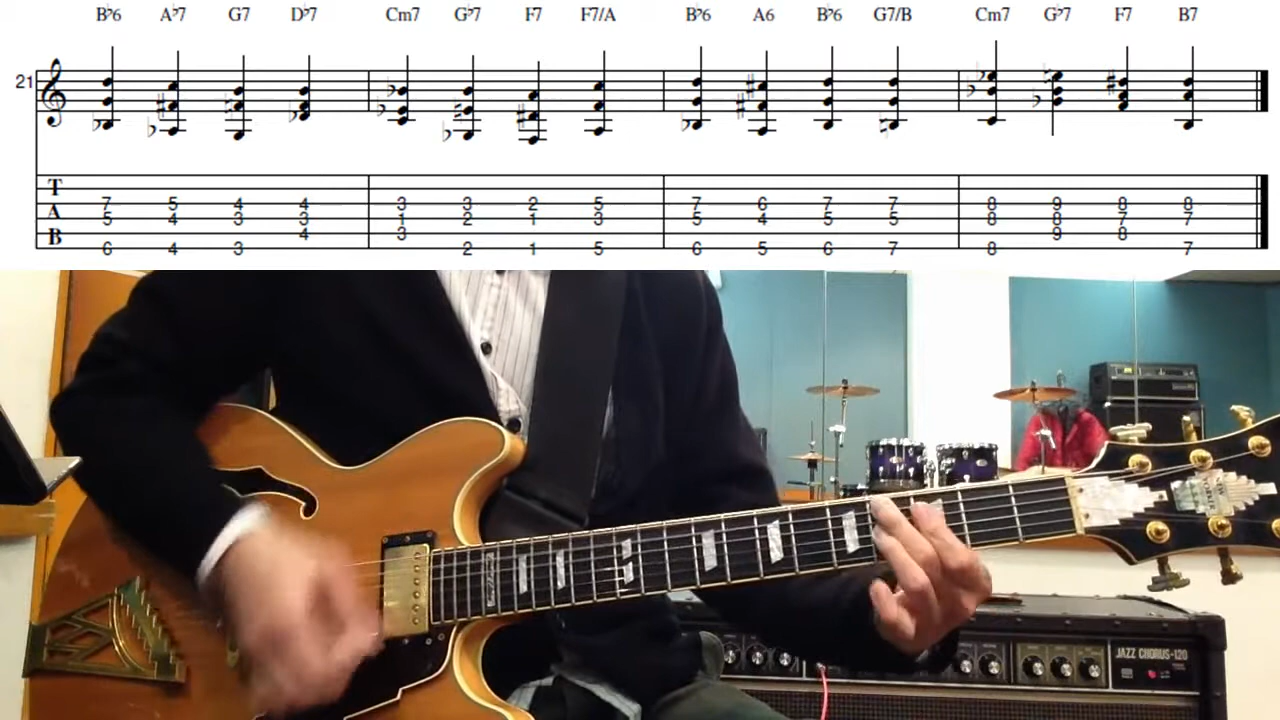 B♭6 A♭7 G7 D♭7 Cm7 G♭7 F7 F7/A B♭6 A6 B♭6 G7/B Cm7 G♭7 F7 B7
21
T 7 5 4 4 3 3 2 5 7 6 7 7 8 9 8 8
A 5 4 3 3 1 2 1 3 5 4 5 5 8 8 7 7
B 4 3 9 8
6 4 3 2 1 5 6 5 6 7 8 7
JAZZ CHORUS-120